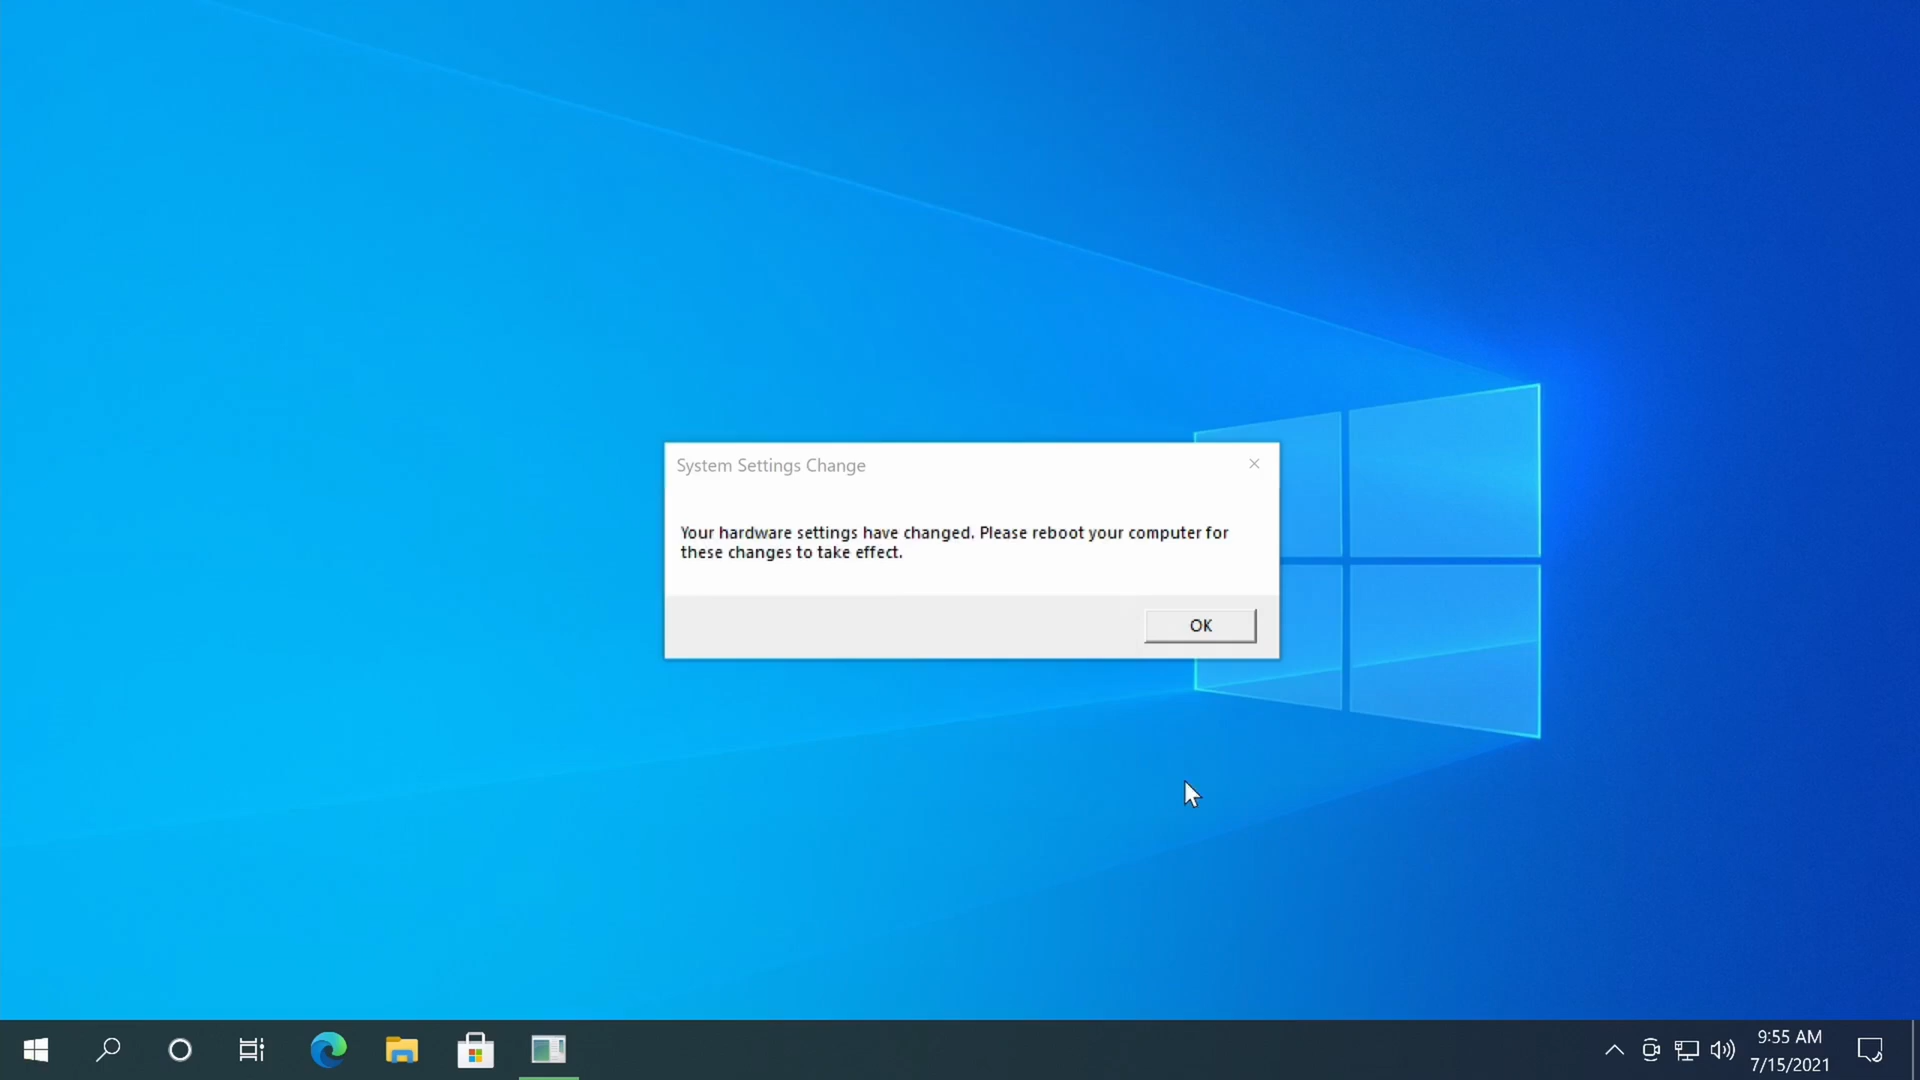 System Settings Change
Your hardware settings have changed. Please reboot your computer for
these changes to take effect.
OK
9:55 AM
7/15/2021